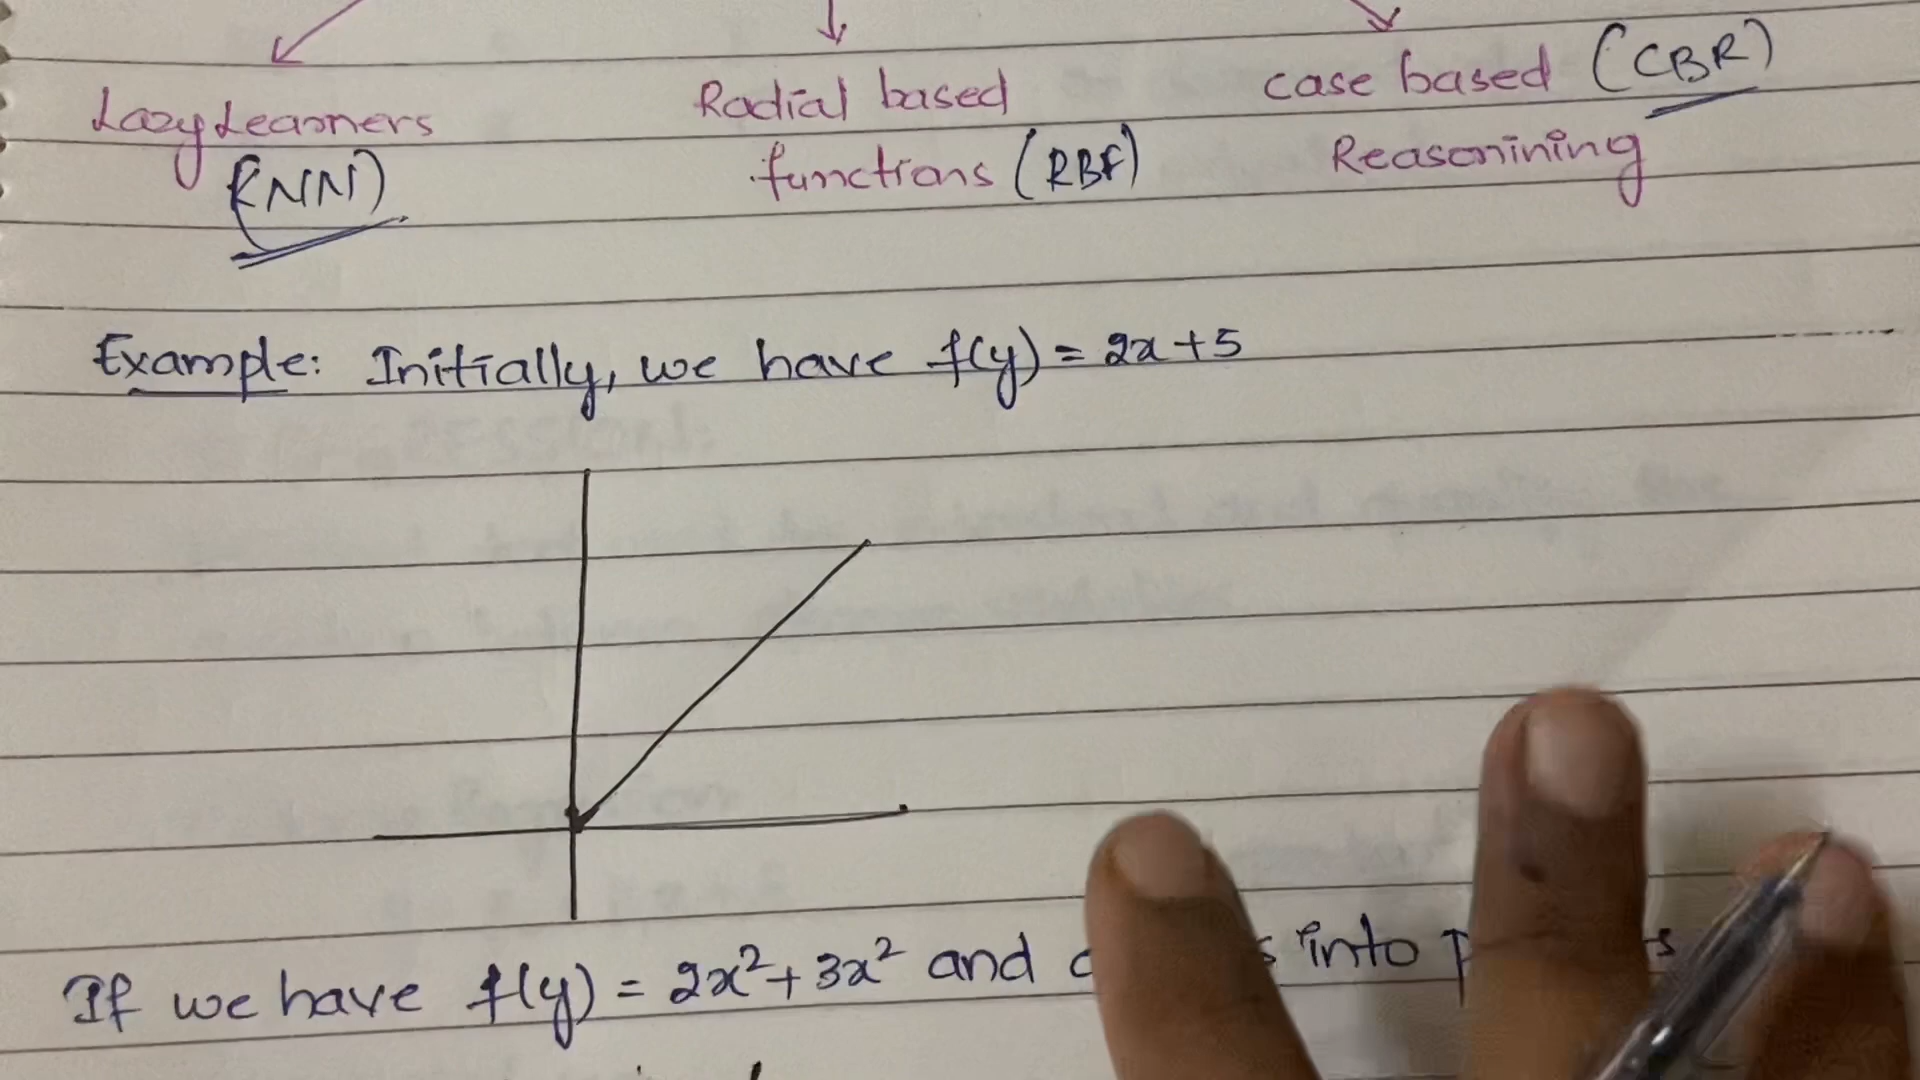 Lazy Learners
(KNN)
Radial based
functions (RBF)
case based (CBR)
Reasonining
Example: Initially, we have f(y) = 2x+5
If we have f(y) = 2x²+3x² and into